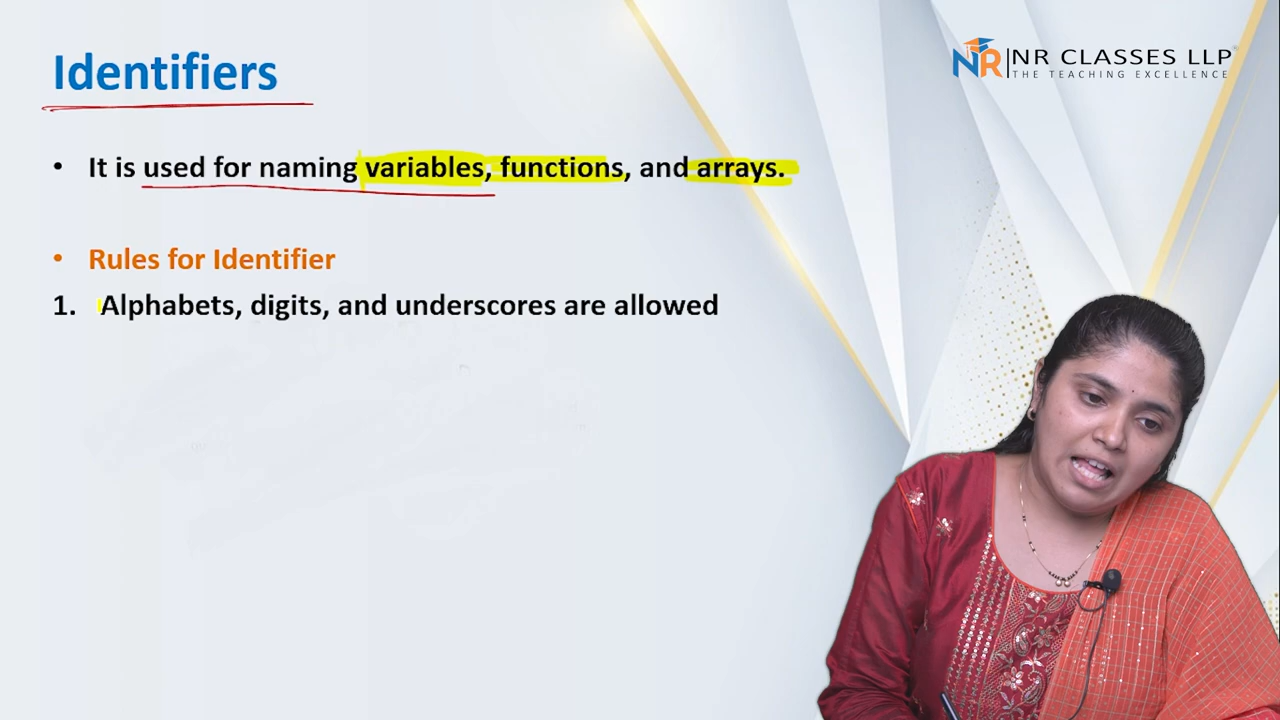 Identifiers
NR | NR CLASSES LLP
THE TEACHING EXCELLENCE
• It is used for naming variables, functions, and arrays.
• Rules for Identifier
1. Alphabets, digits, and underscores are allowed